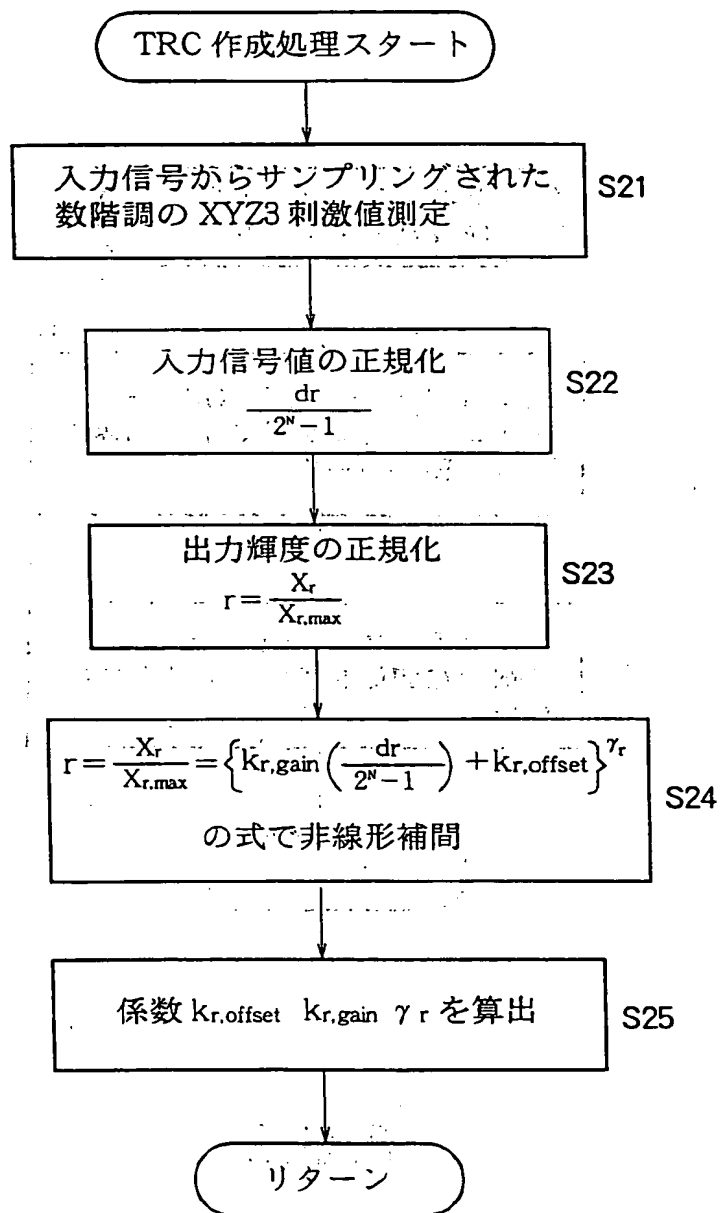 TRC 作成処理スタート
入力信号からサンプリングされた
数階調の XYZ3 刺激値測定
S21
入力信号値の正規化
dr
2^N－1
S22
出力輝度の正規化
r＝X_r/X_r,max
S23
r＝X_r/X_r,max＝{k_r,gain(dr/2^N－1)＋k_r,offset}^γ_r
の式で非線形補間
S24
係数 k_r,offset k_r,gain γ r を算出
S25
リターン